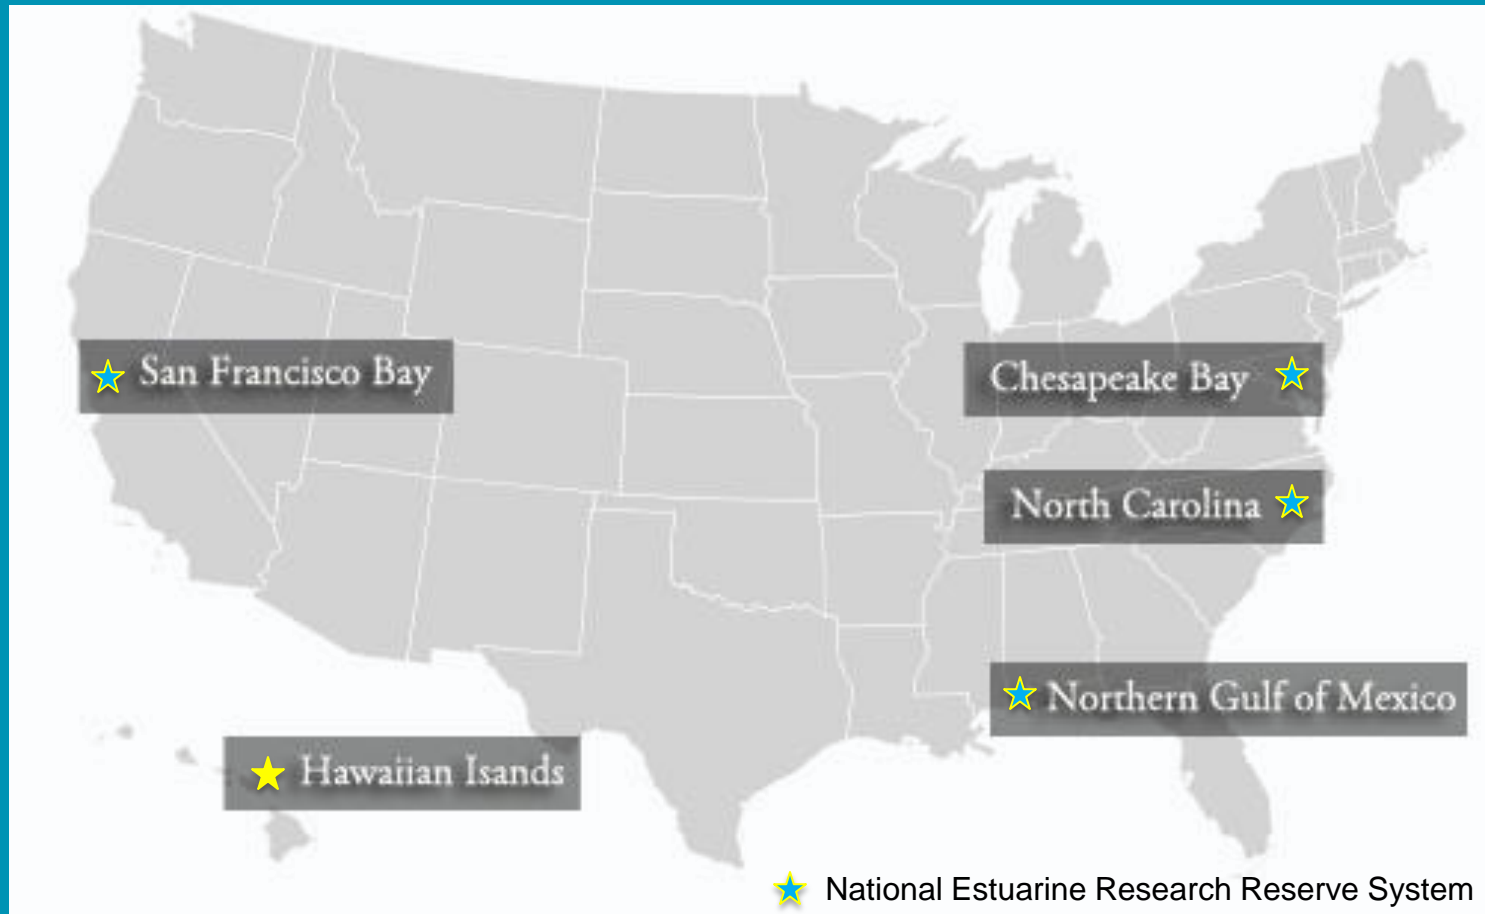 San Francisco Bay
Chesapeake Bay
North Carolina
Northern Gulf of Mexico
Hawaiian Isands
National Estuarine Research Reserve System